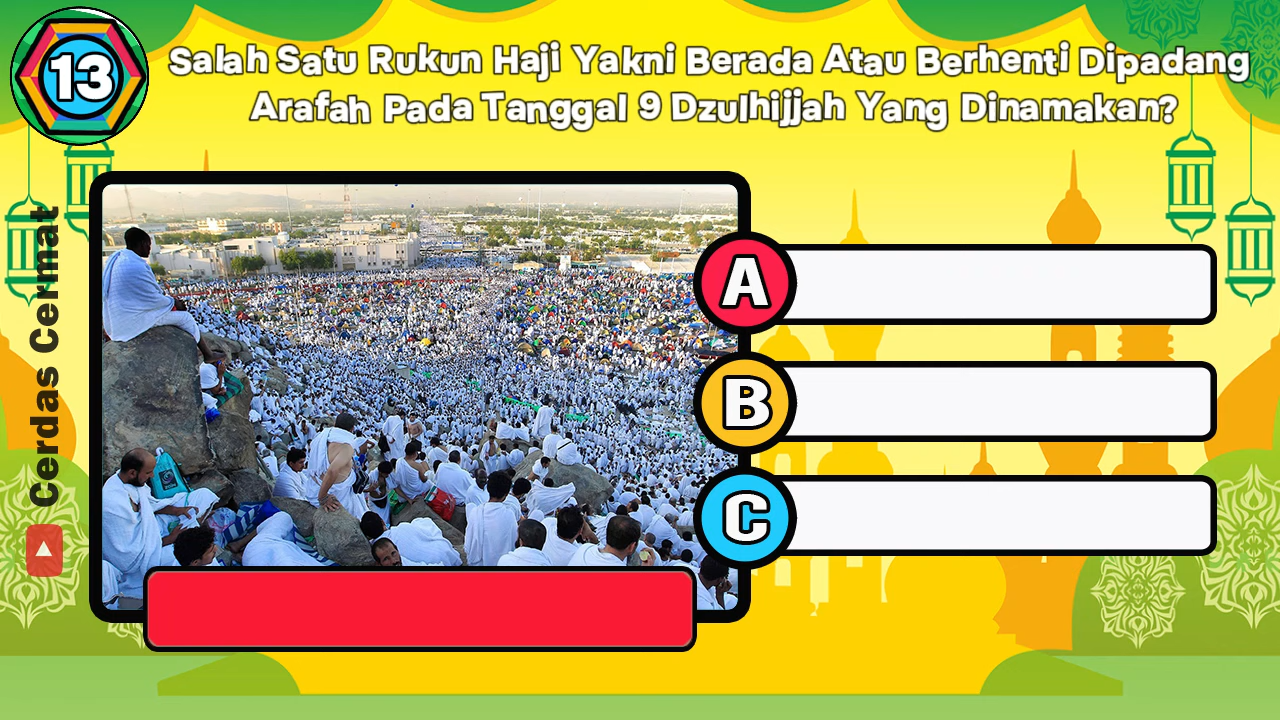 13
Salah Satu Rukun Haji Yakni Berada Atau Berhenti Dipadang
Arafah Pada Tanggal 9 Dzulhijjah Yang Dinamakan?
Cerdas Cermat
A
B
C